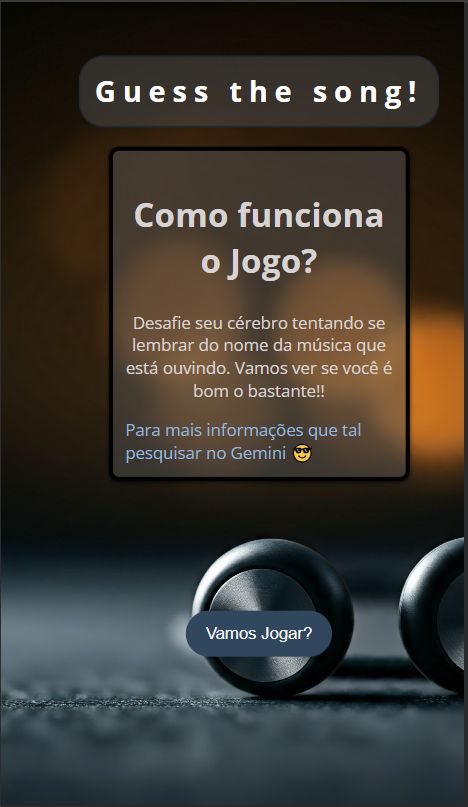 Guess the song!
Como funciona
o Jogo?
Desafie seu cérebro tentando se
lembrar do nome da música que
está ouvindo. Vamos ver se você é
bom o bastante!!
Para mais informações que tal
pesquisar no Gemini 😎
Vamos Jogar?